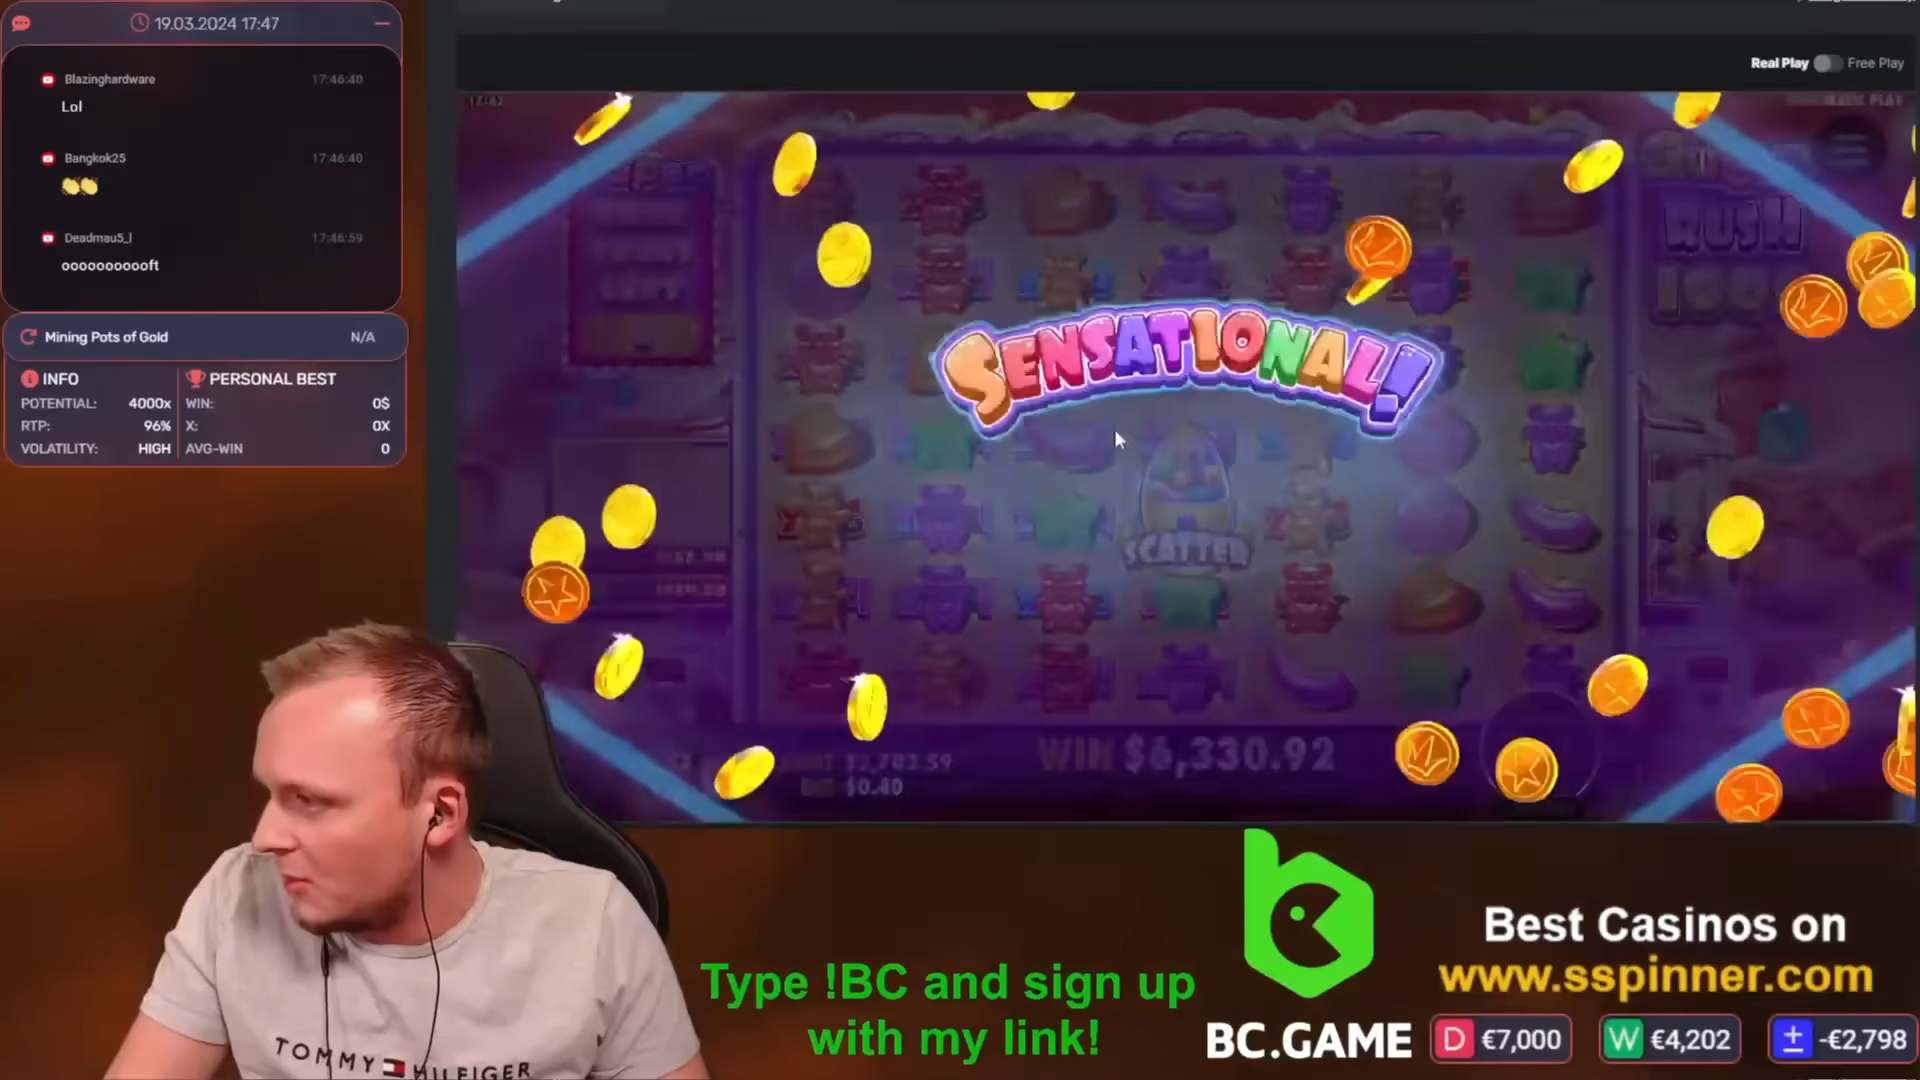 19.03.2024 17:47
Blazinghardware 17:46:40
Lol
Bangkok25 17:46:40
Deadmau5_l 17:46:59
ooooooooooft
Mining Pots of Gold N/A
INFO
POTENTIAL: 4000x
RTP: 96%
VOLATILITY: HIGH
PERSONAL BEST
WIN: 0$
X: 0X
AVG-WIN 0
Real Play Free Play
RUSH
SENSATIONAL!
SCATTER
WIN $6,330.92
BET $0.40
TOMMY HILFIGER
Type !BC and sign up
with my link!
BC.GAME
Best Casinos on
www.sspinner.com
D €7,000 W €4,202 ± -€2,798